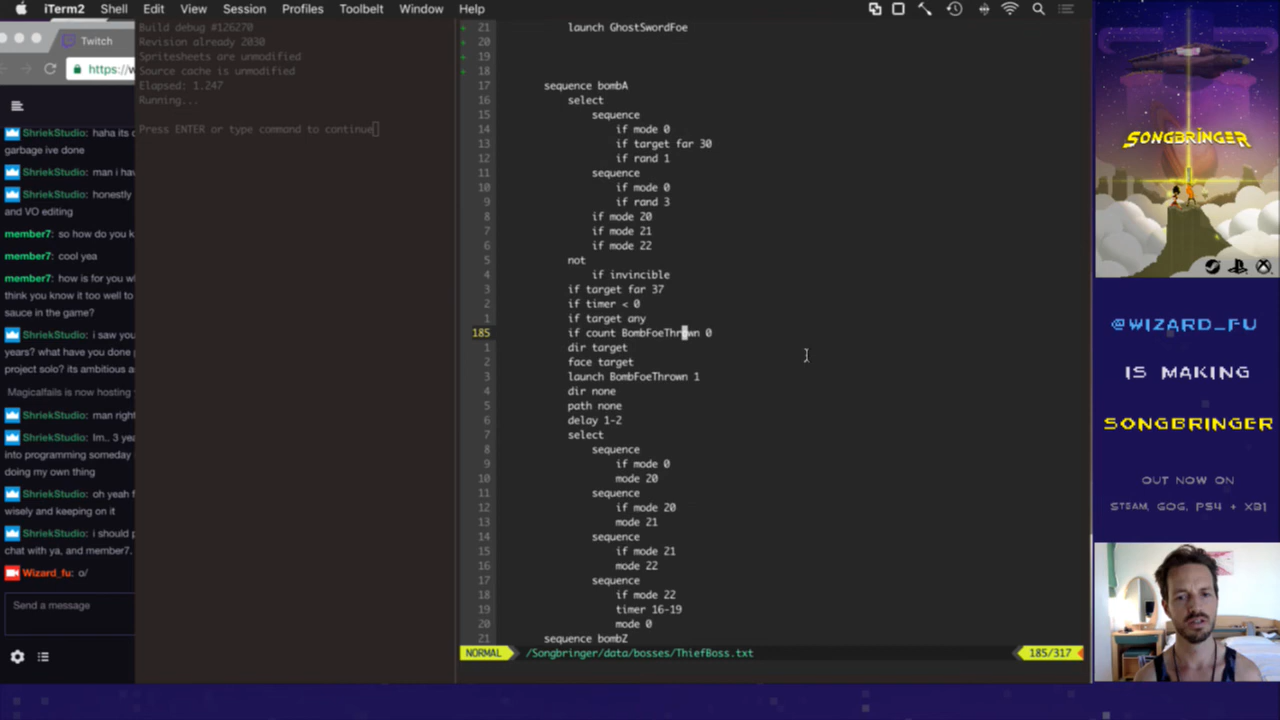 iTerm2 Shell Edit View Session Profiles Toolbelt Window Help
Twitch
https://w
ShriekStudio: haha its c
garbage ive done
ShriekStudio: man i hav
ShriekStudio: honestly
and VO editing
member7: so how do you k
member7: cool yea
member7: how is for you w
think you know it too well to
sauce in the game?
ShriekStudio: i saw you
years? what have you done p
project solo? its ambitious a
Magicalfails is now hosting
ShriekStudio: man right
ShriekStudio: Im.. 3 yea
into programming someday
doing my own thing
ShriekStudio: oh yeah f
wisely and keeping on it
ShriekStudio: i should p
chat with ya, and member7.
Wizard_fu: o/
Send a message
Build debug #126270
Revision already 2030
Spritesheets are unmodified
Source cache is unmodified
Elapsed: 1.247
Running...
Press ENTER or type command to continue
+ 21 launch GhostSwordFoe
+ 20
+ 19
+ 18
17 sequence bombA
16 select
15 sequence
14 if mode 0
13 if target far 30
12 if rand 1
11 sequence
10 if mode 0
9 if rand 3
8 if mode 20
7 if mode 21
6 if mode 22
5 not
4 if invincible
3 if target far 37
2 if timer < 0
1 if target any
185 if count BombFoeThrown 0
1 dir target
2 face target
3 launch BombFoeThrown 1
4 dir none
5 path none
6 delay 1-2
7 select
8 sequence
9 if mode 0
10 mode 20
11 sequence
12 if mode 20
13 mode 21
14 sequence
15 if mode 21
16 mode 22
17 sequence
18 if mode 22
19 timer 16-19
20 mode 0
21 sequence bombZ
NORMAL /Songbringer/data/bosses/ThiefBoss.txt 185/317
SONGBRINGER
@WIZARD_FU
IS MAKING
SONGBRINGER
OUT NOW ON
STEAM, GOG, PS4 + XB1